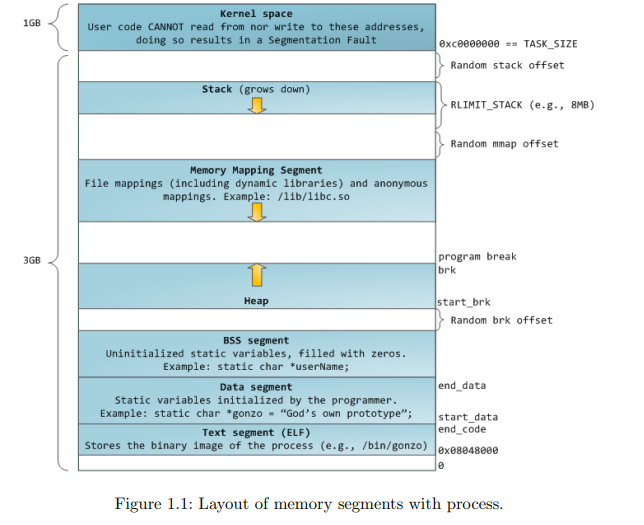 1GB
Kernel space
User code CANNOT read from nor write to these addresses,
doing so results in a Segmentation Fault
0xc0000000 == TASK_SIZE
Random stack offset
Stack (grows down)
RLIMIT_STACK (e.g., 8MB)
Random mmap offset
Memory Mapping Segment
File mappings (including dynamic libraries) and anonymous
mappings. Example: /lib/libc.so
3GB
program break
brk
Heap
start_brk
Random brk offset
BSS segment
Uninitialized static variables, filled with zeros.
Example: static char *userName;
Data segment
end_data
Static variables initialized by the programmer.
Example: static char *gonzo = “God’s own prototype”;
start_data
Text segment (ELF)
end_code
Stores the binary image of the process (e.g., /bin/gonzo)
0x08048000
0
Figure 1.1: Layout of memory segments with process.